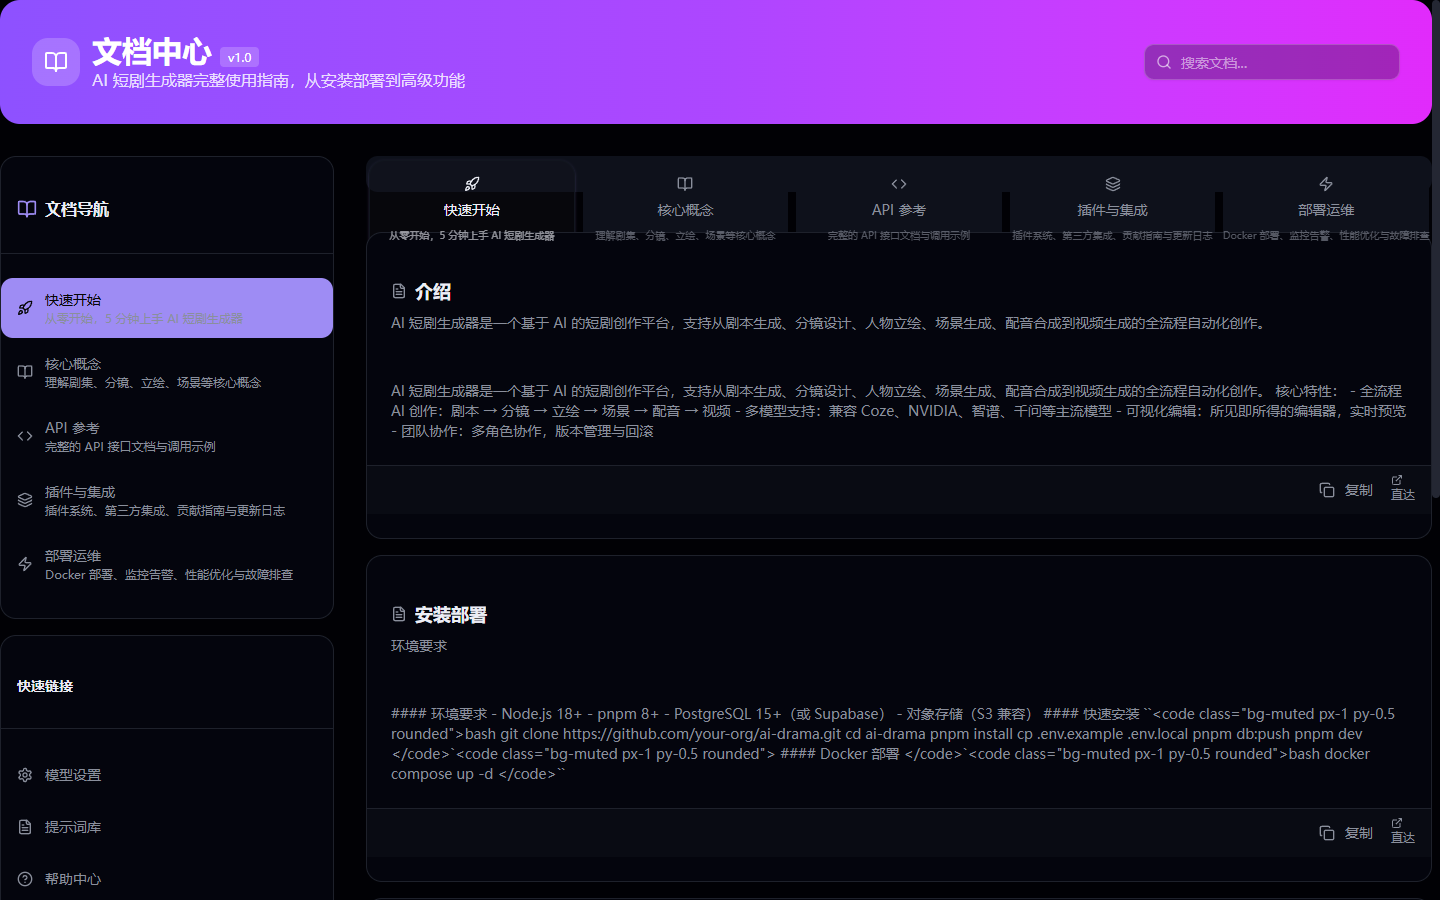 文档中心 v1.0
AI 短剧生成器完整使用指南，从安装部署到高级功能
搜索文档...
文档导航
快速开始
从零开始，5 分钟上手 AI 短剧生成器
核心概念
理解剧集、分镜、立绘、场景等核心概念
API 参考
完整的 API 接口文档与调用示例
插件与集成
插件系统、第三方集成、贡献指南与更新日志
部署运维
Docker 部署、监控告警、性能优化与故障排查
快速链接
模型设置
提示词库
帮助中心
快速开始
从零开始，5 分钟上手 AI 短剧生成器
核心概念
理解剧集、分镜、立绘、场景等核心概念
API 参考
完整的 API 接口文档与调用示例
插件与集成
插件系统、第三方集成、贡献指南与更新日志
部署运维
Docker 部署、监控告警、性能优化与故障排查
介绍
AI 短剧生成器是一个基于 AI 的短剧创作平台，支持从剧本生成、分镜设计、人物立绘、场景生成、配音合成到视频生成的全流程自动化创作。
AI 短剧生成器是一个基于 AI 的短剧创作平台，支持从剧本生成、分镜设计、人物立绘、场景生成、配音合成到视频生成的全流程自动化创作。 核心特性： - 全流程
AI 创作：剧本 → 分镜 → 立绘 → 场景 → 配音 → 视频 - 多模型支持：兼容 Coze、NVIDIA、智谱、千问等主流模型 - 可视化编辑：所见即所得的编辑器，实时预览
- 团队协作：多角色协作，版本管理与回滚
复制
直达
安装部署
环境要求
#### 环境要求 - Node.js 18+ - pnpm 8+ - PostgreSQL 15+（或 Supabase） - 对象存储（S3 兼容） #### 快速安装 ``<code class="bg-muted px-1 py-0.5
rounded">bash git clone https://github.com/your-org/ai-drama.git cd ai-drama pnpm install cp .env.example .env.local pnpm db:push pnpm dev
</code>`<code class="bg-muted px-1 py-0.5 rounded"> #### Docker 部署 </code>`<code class="bg-muted px-1 py-0.5 rounded">bash docker
compose up -d </code>``
复制
直达